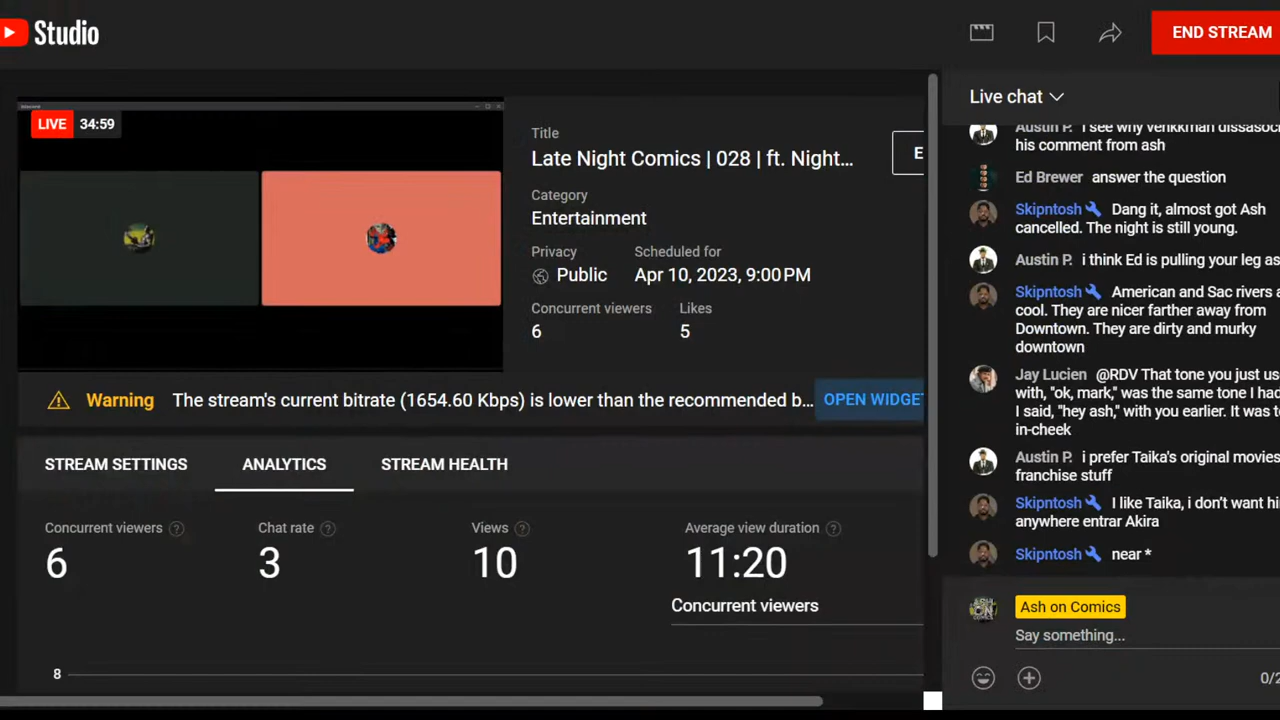 Studio
END STREAM
LIVE 34:59
Title
Late Night Comics | 028 | ft. Night...
E
Category
Entertainment
Privacy
Public
Scheduled for
Apr 10, 2023, 9:00 PM
Concurrent viewers
6
Likes
5
Warning The stream's current bitrate (1654.60 Kbps) is lower than the recommended b...
OPEN WIDGET
STREAM SETTINGS ANALYTICS STREAM HEALTH
Concurrent viewers
6
Chat rate
3
Views
10
Average view duration
11:20
Concurrent viewers
8
Live chat
Austin P. I see why venkkman dissasoci
his comment from ash
Ed Brewer answer the question
Skipntosh Dang it, almost got Ash
cancelled. The night is still young.
Austin P. i think Ed is pulling your leg as
Skipntosh American and Sac rivers a
cool. They are nicer farther away from
Downtown. They are dirty and murky
downtown
Jay Lucien @RDV That tone you just us
with, "ok, mark," was the same tone I had
I said, "hey ash," with you earlier. It was to
in-cheek
Austin P. i prefer Taika's original movies
franchise stuff
Skipntosh I like Taika, i don't want hi
anywhere entrar Akira
Skipntosh near *
Ash on Comics
Say something...
0/2